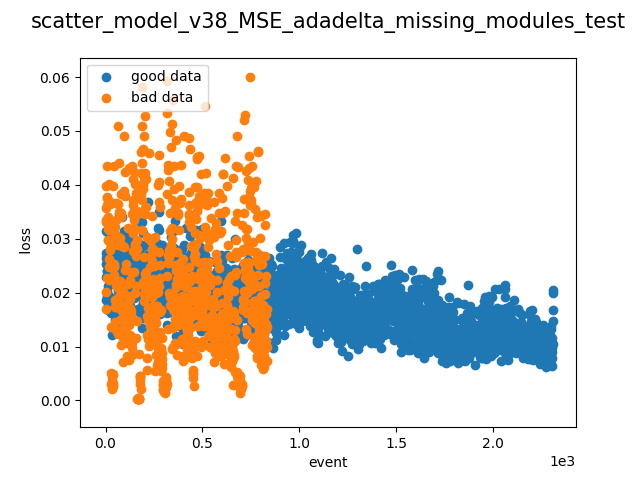 scatter_model_v38_MSE_adadelta_missing_modules_test
good data
bad data
0.06
0.05
0.04
0.03
0.02
0.01
0.00
loss
0.0 0.5 1.0 1.5 2.0
event 1e3